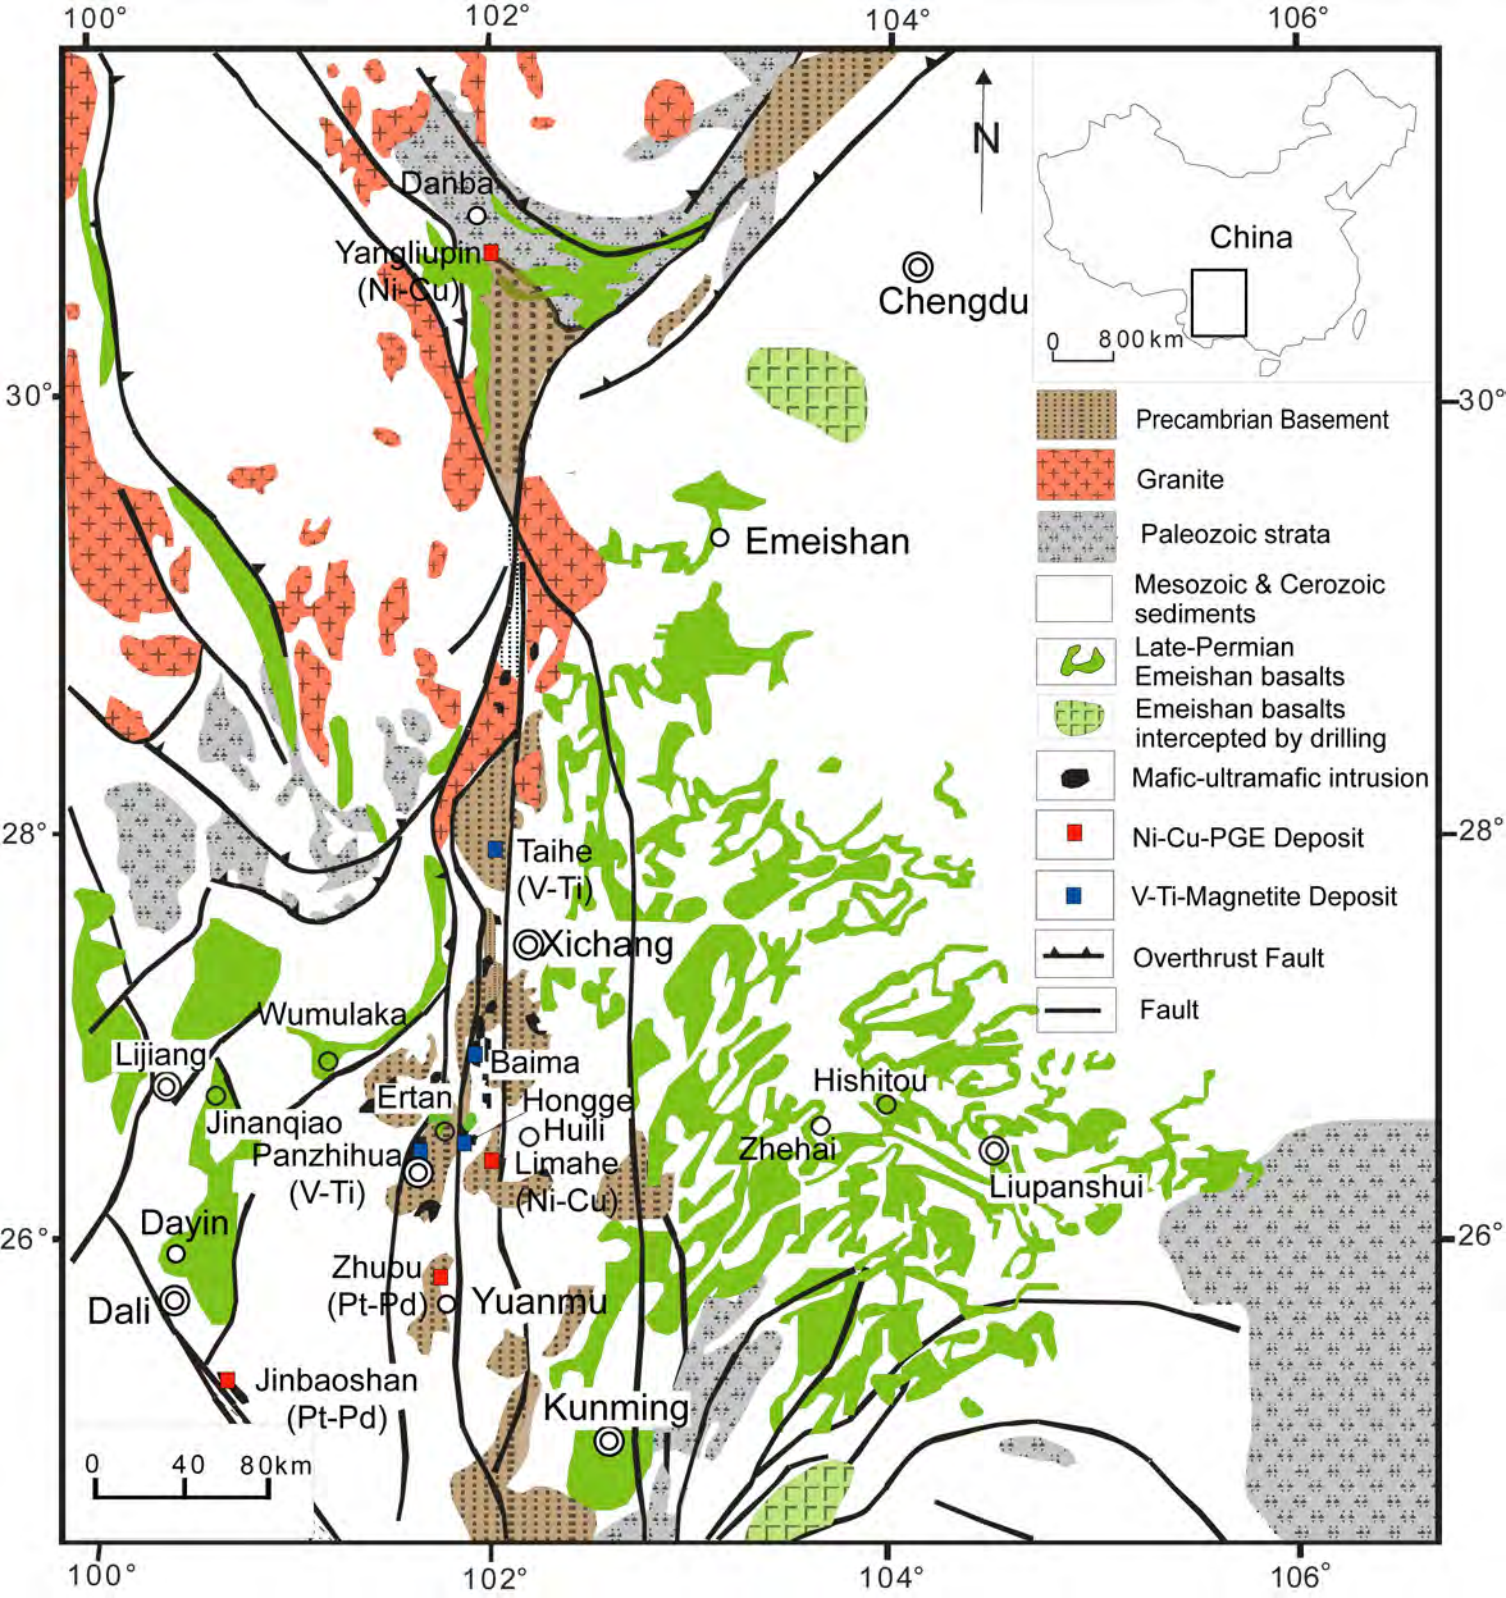 100° 102° 104° 106°
N
China
0 800km
Danba
Yangliupin
(Ni-Cu)
Chengdu
30° 30°
Precambrian Basement
Granite
Paleozoic strata
Mesozoic & Cerozoic
sediments
Late-Permian
Emeishan basalts
Emeishan basalts
intercepted by drilling
Mafic-ultramafic intrusion
Ni-Cu-PGE Deposit
V-Ti-Magnetite Deposit
Overthrust Fault
Fault
Emeishan
28° 28°
Taihe
(V-Ti)
Xichang
Wumulaka
Lijiang
Baima
Ertan
Hongge
Hishitou
Jinanqiao
Huili
Zhehai
Panzhihua
(V-Ti)
Limahe
(Ni-Cu)
Liupanshui
Dayin
26° 26°
Zhubu
(Pt-Pd)
Yuanmu
Dali
Jinbaoshan
(Pt-Pd)
Kunming
0 40 80km
100° 102° 104° 106°